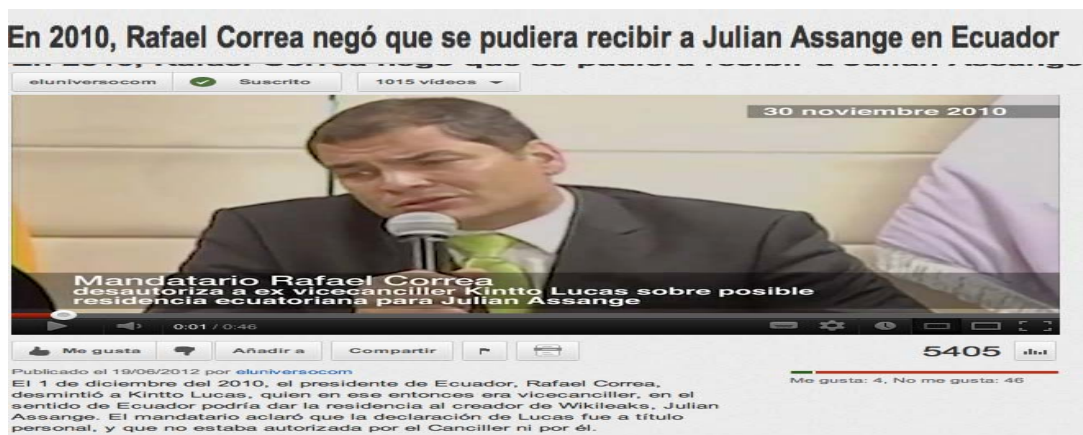 En 2010, Rafael Correa negó que se pudiera recibir a Julian Assange en Ecuador
eluniversocom Suscrito 1015 vídeos
30 noviembre 2010
Mandatario Rafael Correa
desautoriza a ex vicecanciller Kintto Lucas sobre posible
residencia ecuatoriana para Julian Assange
0:01 / 0:46
Me gusta Añadir a Compartir 5405
Publicado el 19/06/2012 por eluniversocom
Me gusta: 4, No me gusta: 46
El 1 de diciembre del 2010, el presidente de Ecuador, Rafael Correa,
desmintió a Kintto Lucas, quien en ese entonces era vicecanciller, en el
sentido de Ecuador podría dar la residencia al creador de Wikileaks, Julian
Assange. El mandatario aclaró que la declaración de Lucas fue a título
personal, y que no estaba autorizada por el Canciller ni por él.